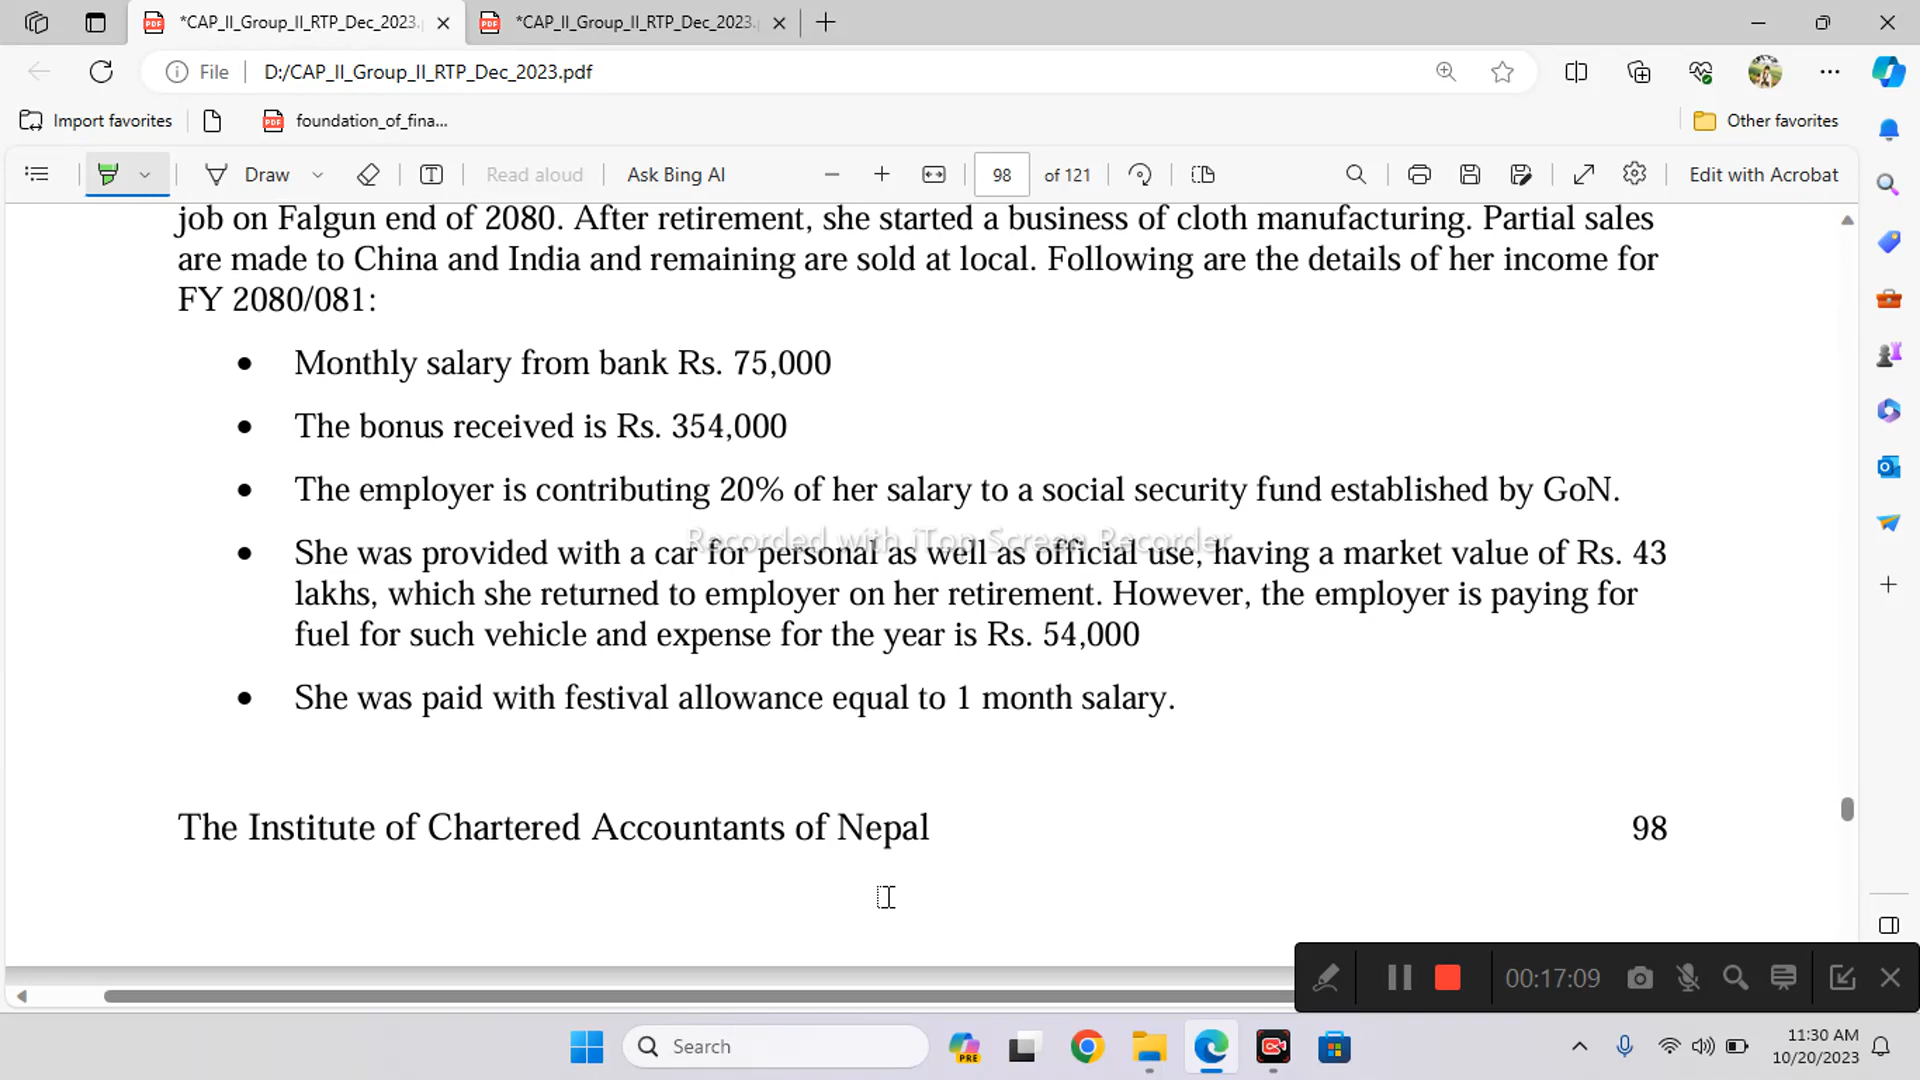 *CAP_II_Group_II_RTP_Dec_2023.
*CAP_II_Group_II_RTP_Dec_2023.
File
D:/CAP_II_Group_II_RTP_Dec_2023.pdf
Import favorites
foundation_of_fina...
Other favorites
Draw
Read aloud
Ask Bing AI
98
of 121
Edit with Acrobat
job on Falgun end of 2080. After retirement, she started a business of cloth manufacturing. Partial sales
are made to China and India and remaining are sold at local. Following are the details of her income for
FY 2080/081:
• Monthly salary from bank Rs. 75,000
• The bonus received is Rs. 354,000
• The employer is contributing 20% of her salary to a social security fund established by GoN.
Recorded with iTop Screen Recorder
• She was provided with a car for personal as well as official use, having a market value of Rs. 43
lakhs, which she returned to employer on her retirement. However, the employer is paying for
fuel for such vehicle and expense for the year is Rs. 54,000
• She was paid with festival allowance equal to 1 month salary.
The Institute of Chartered Accountants of Nepal
98
00:17:09
Search
PRE
11:30 AM
10/20/2023